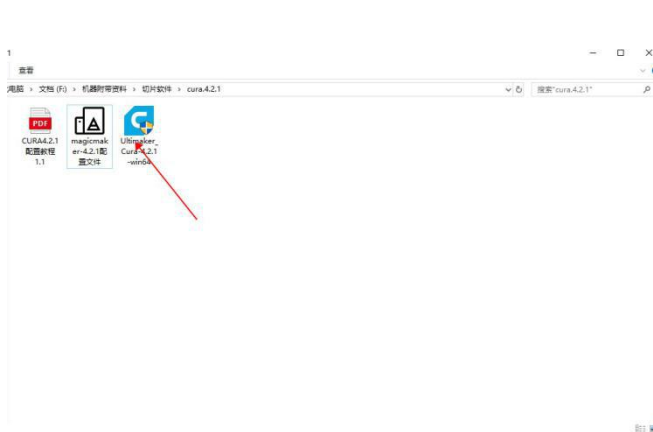 1
查看
电脑 › 文档 (F:) › 机器附带资料 › 切片软件 › cura.4.2.1
搜索"cura.4.2.1"
PDF
CURA4.2.1
配置教程
1.1
magicmak
er-4.2.1配
置文件
Ultimaker_
Cura-4.2.1
-win64